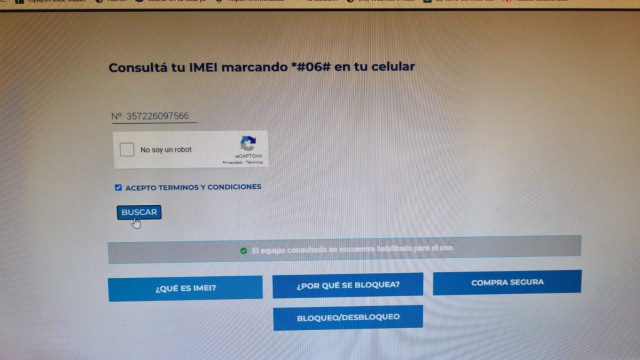 Consultá tu IMEI marcando *#06# en tu celular
Nº 357226097566
No soy un robot
reCAPTCHA
Privacidad - Términos
ACEPTO TERMINOS Y CONDICIONES
BUSCAR
El equipo consultado se encuentra habilitado para el uso.
¿QUÉ ES IMEI?
¿POR QUÉ SE BLOQUEA?
COMPRA SEGURA
BLOQUEO/DESBLOQUEO